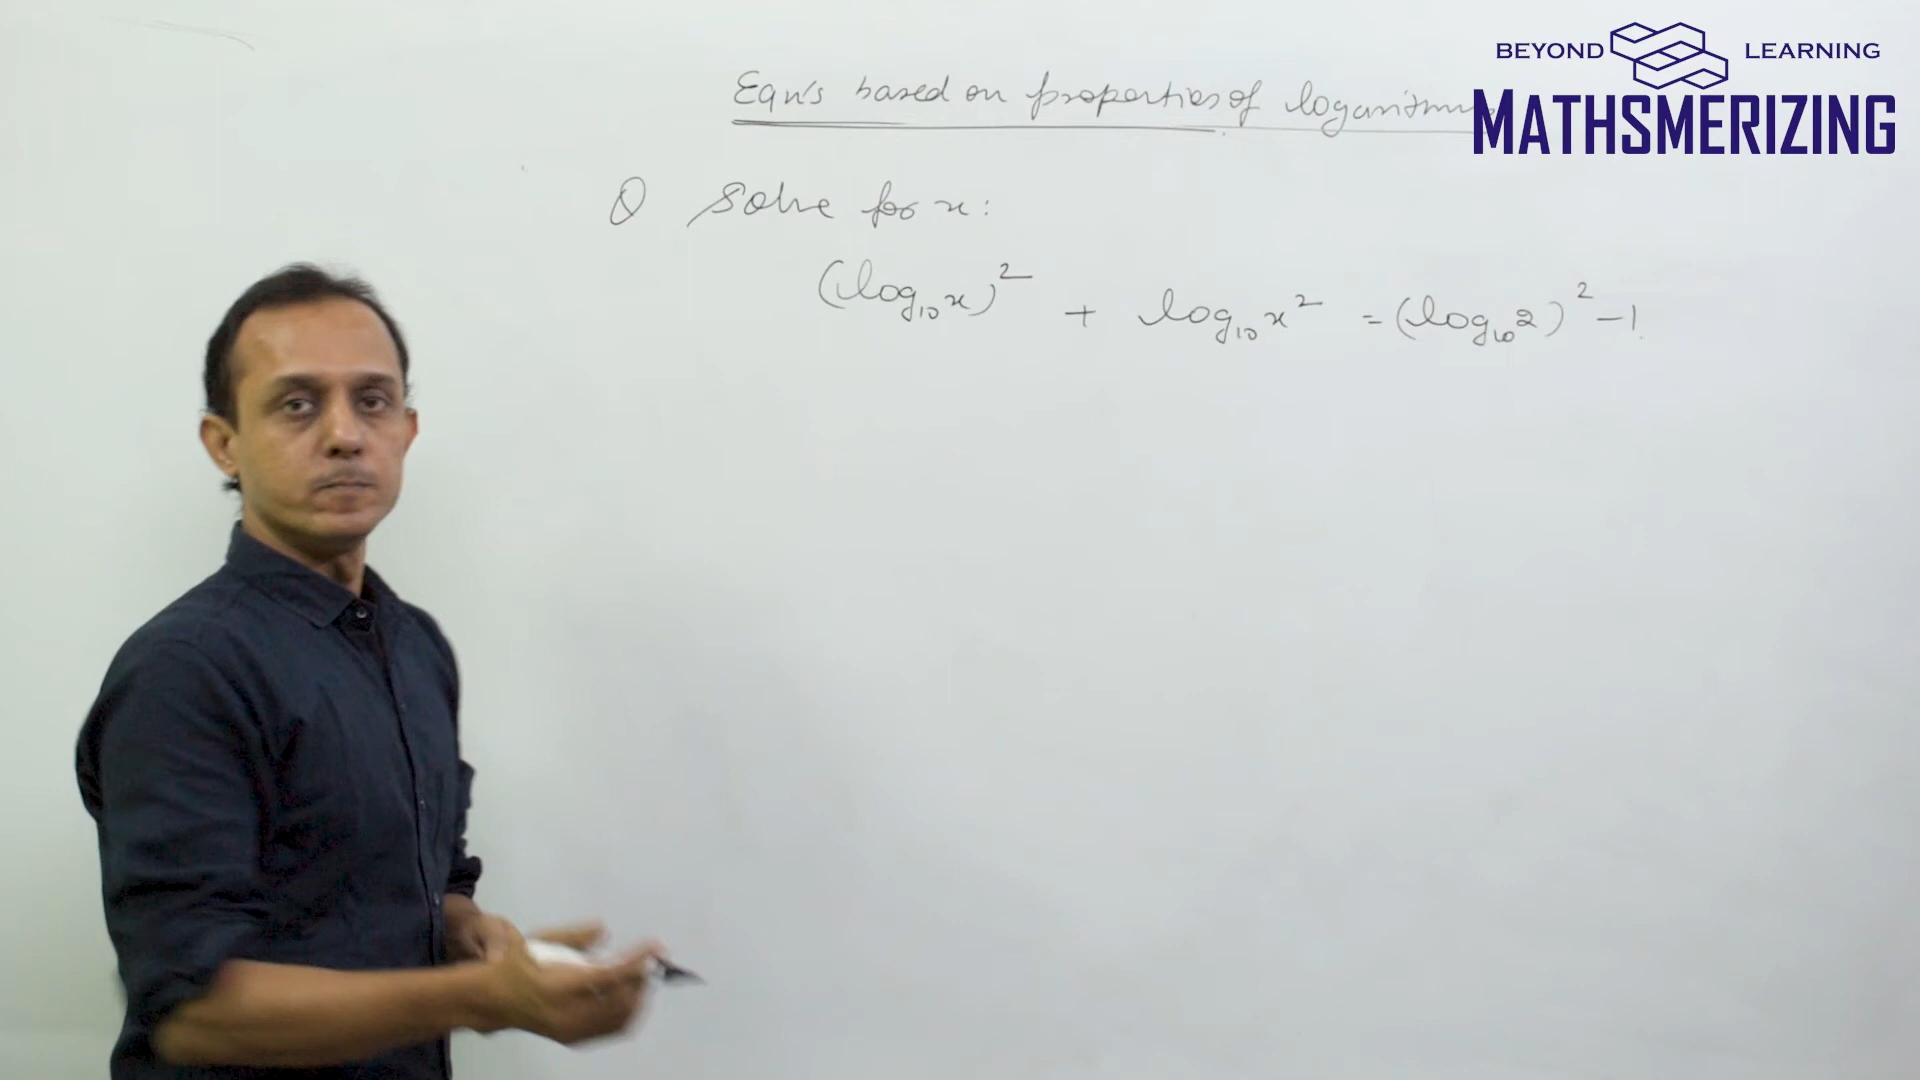 BEYOND LEARNING
MATHSMERIZING
Eqn's based on properties of logarithms
Q Solve for x:
(log₁₀x)² + log₁₀x² = (log₁₀2)² - 1